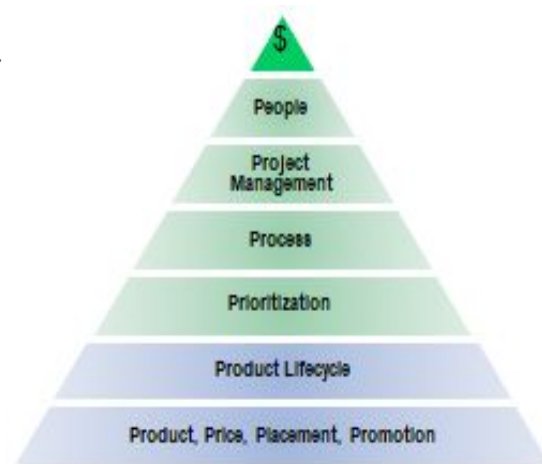 $
People
Project
Management
Process
Prioritization
Product Lifecycle
Product, Price, Placement, Promotion